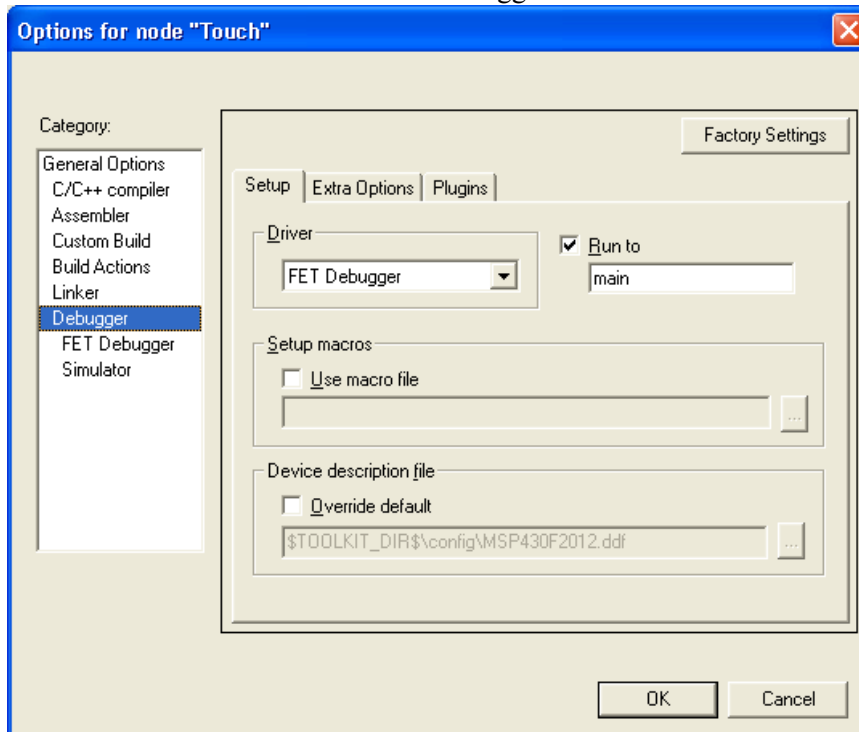 Options for node "Touch"
Category:
General Options
C/C++ compiler
Assembler
Custom Build
Build Actions
Linker
Debugger
FET Debugger
Simulator
Factory Settings
Setup Extra Options Plugins
Driver
FET Debugger
Run to
main
Setup macros
Use macro file
...
Device description file
Override default
$TOOLKIT_DIR$\config\MSP430F2012.ddf
...
OK Cancel